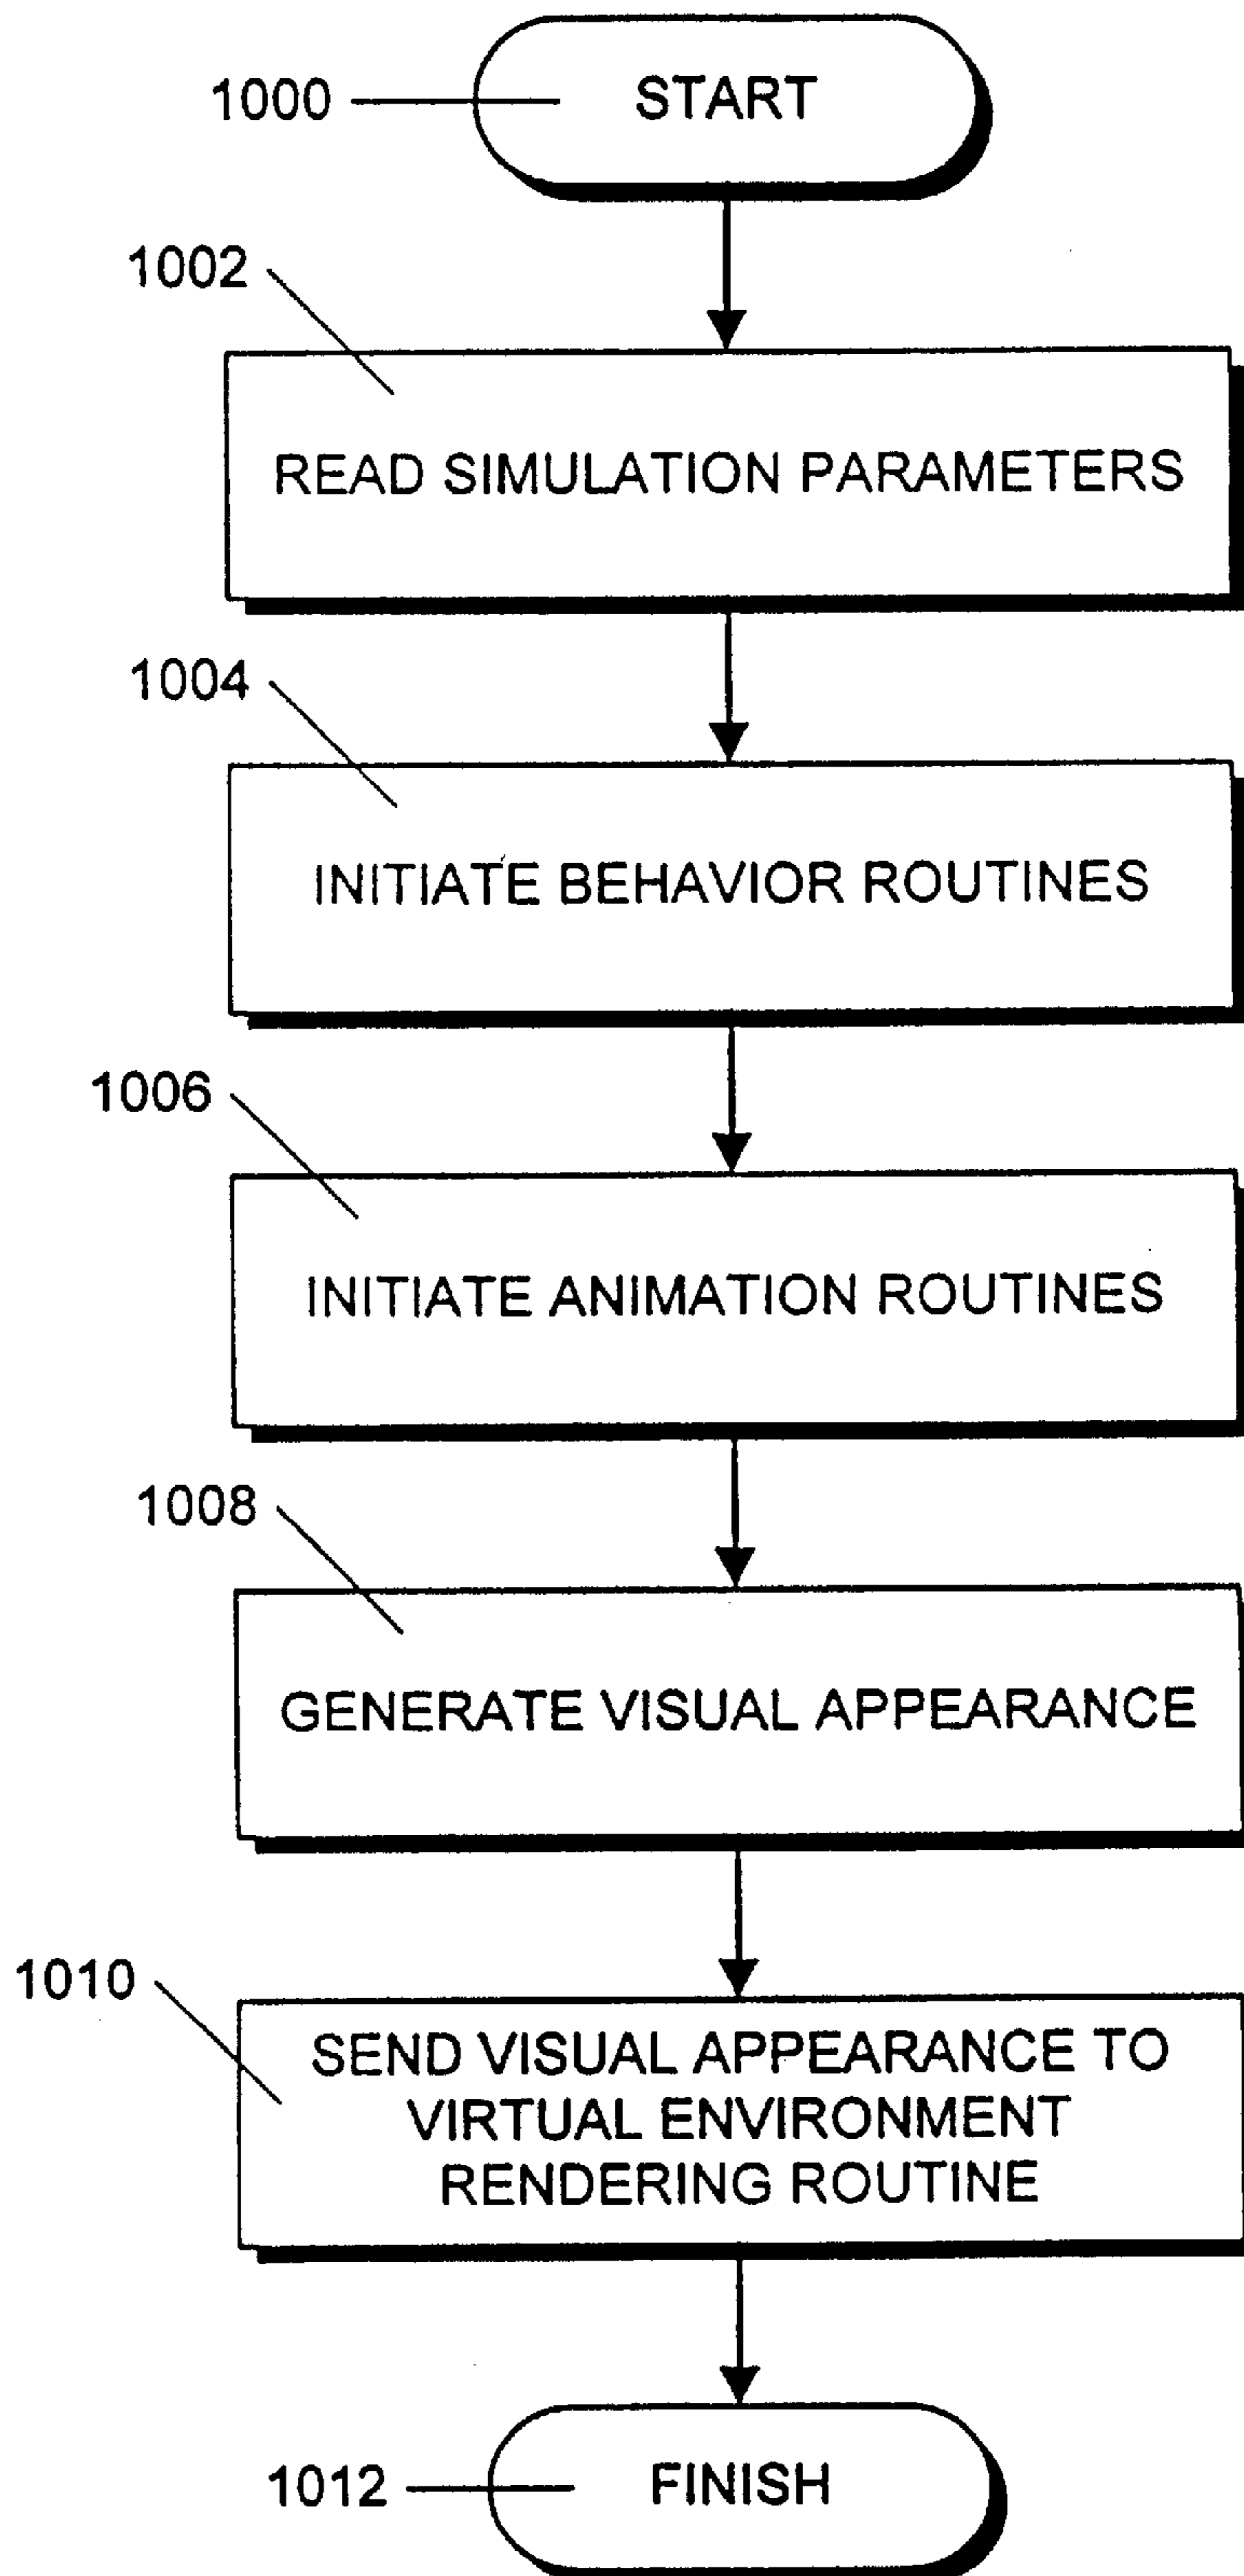 1000
START
1002
READ SIMULATION PARAMETERS
1004
INITIATE BEHAVIOR ROUTINES
1006
INITIATE ANIMATION ROUTINES
1008
GENERATE VISUAL APPEARANCE
1010
SEND VISUAL APPEARANCE TO
VIRTUAL ENVIRONMENT
RENDERING ROUTINE
1012
FINISH